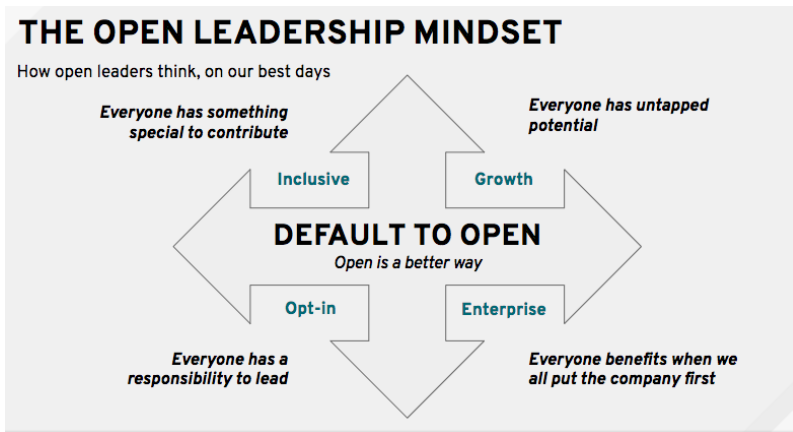 THE OPEN LEADERSHIP MINDSET
How open leaders think, on our best days
Everyone has something
special to contribute
Everyone has untapped
potential
Inclusive
Growth
DEFAULT TO OPEN
Open is a better way
Opt-in
Enterprise
Everyone has a
responsibility to lead
Everyone benefits when we
all put the company first